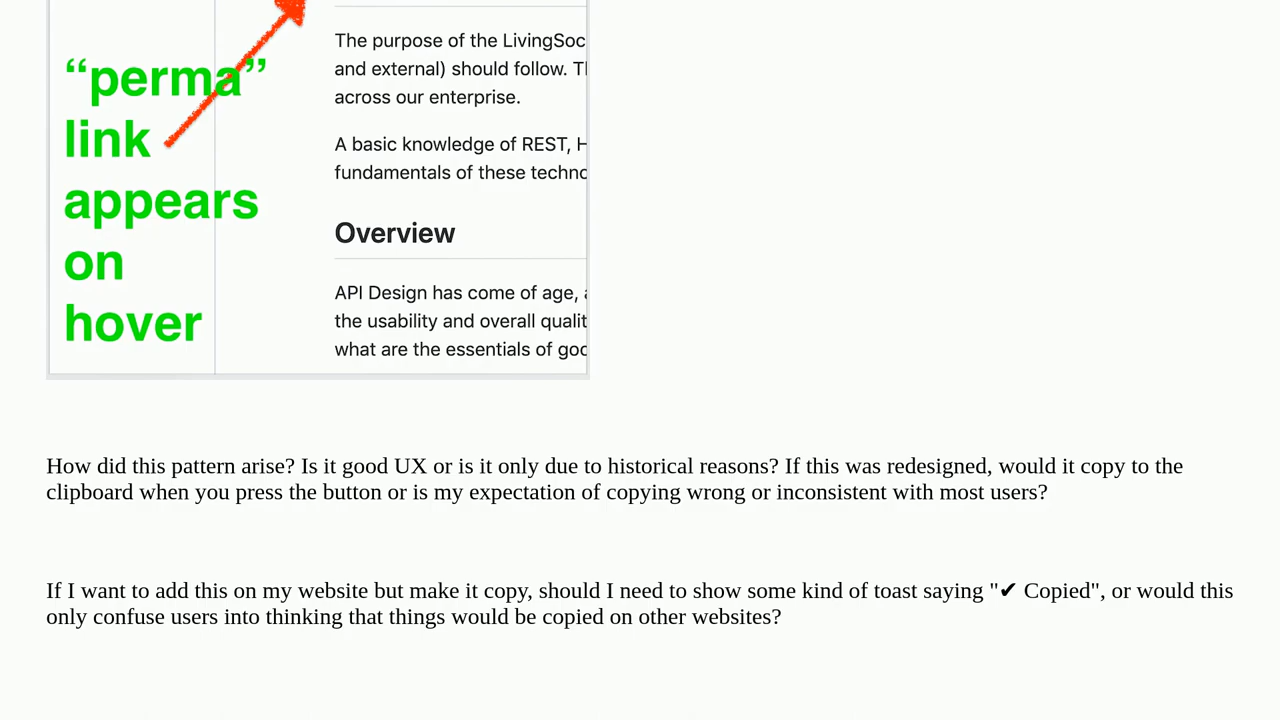 The purpose of the LivingSoc
and external) should follow. Tl
across our enterprise.
A basic knowledge of REST, H
fundamentals of these techno
Overview
API Design has come of age,
the usability and overall qualit
what are the essentials of goo
“perma”
link
appears
on
hover
How did this pattern arise? Is it good UX or is it only due to historical reasons? If this was redesigned, would it copy to the
clipboard when you press the button or is my expectation of copying wrong or inconsistent with most users?
If I want to add this on my website but make it copy, should I need to show some kind of toast saying "✔ Copied", or would this
only confuse users into thinking that things would be copied on other websites?